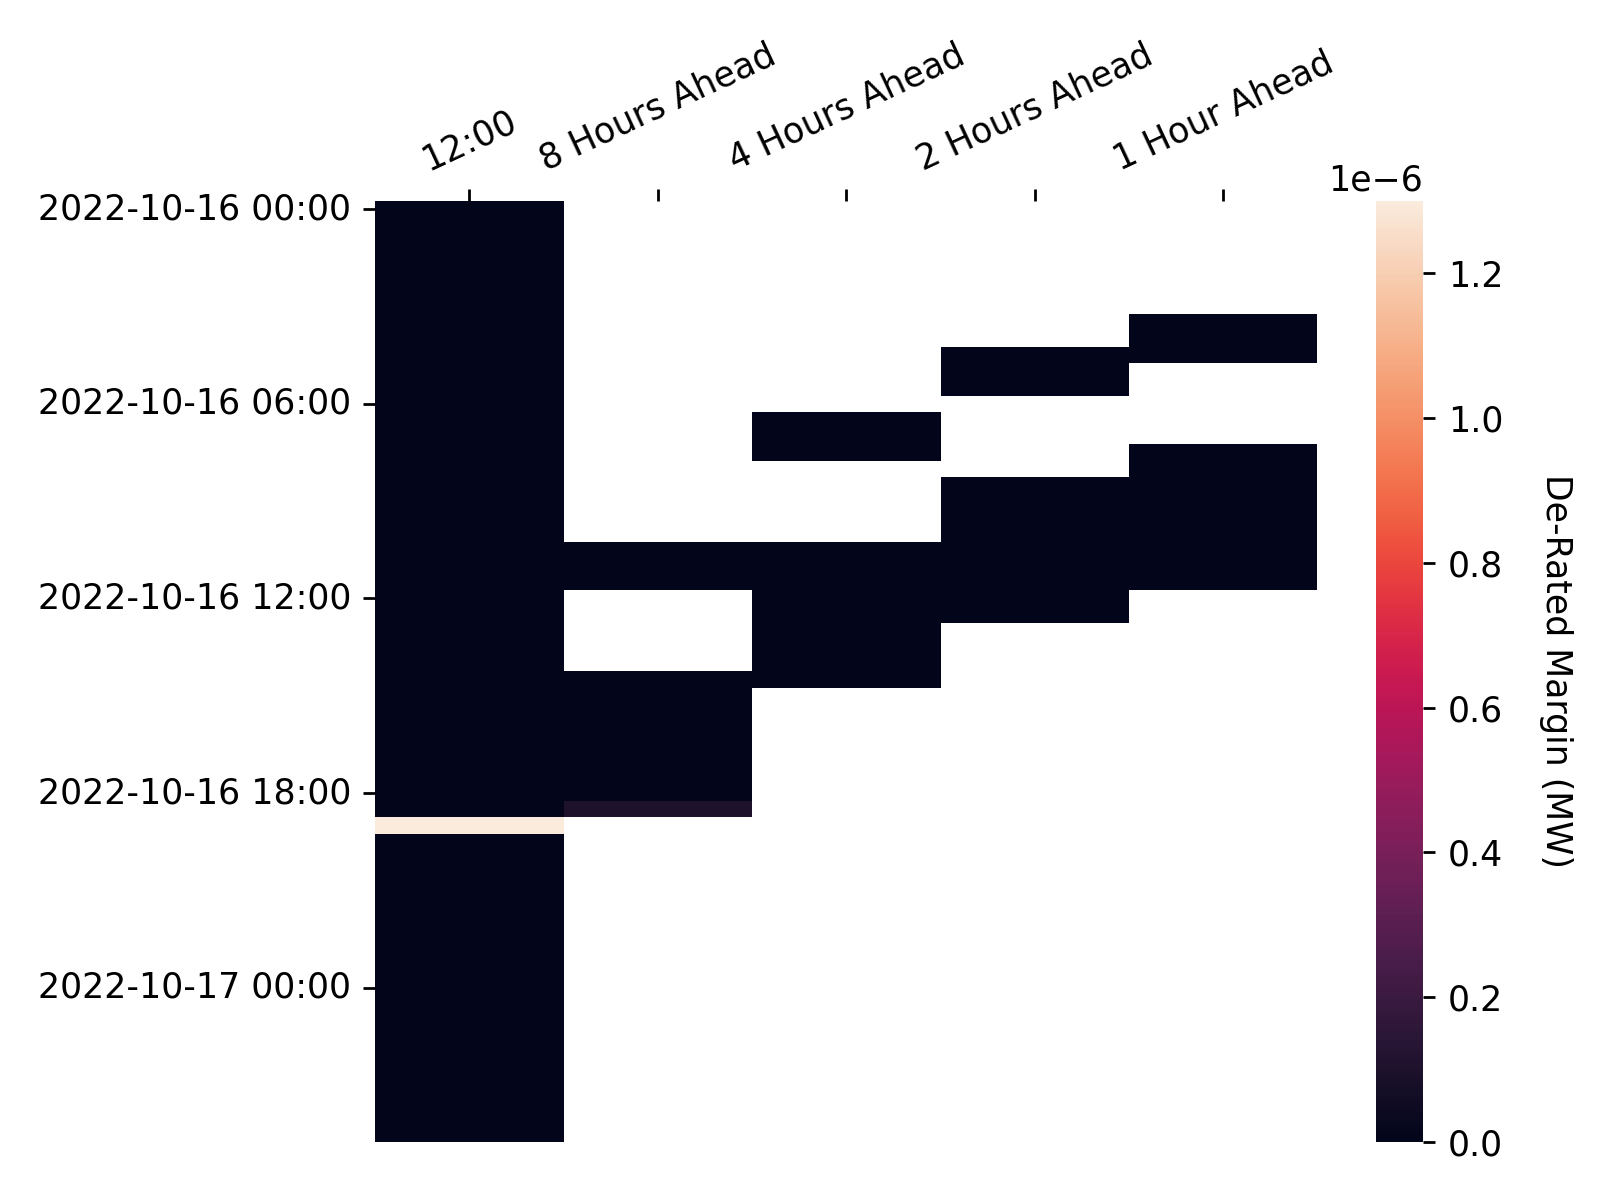 12:00
8 Hours Ahead
4 Hours Ahead
2 Hours Ahead
1 Hour Ahead
1e−6
2022-10-16 00:00
2022-10-16 06:00
2022-10-16 12:00
2022-10-16 18:00
2022-10-17 00:00
1.2
1.0
0.8
0.6
0.4
0.2
0.0
De-Rated Margin (MW)